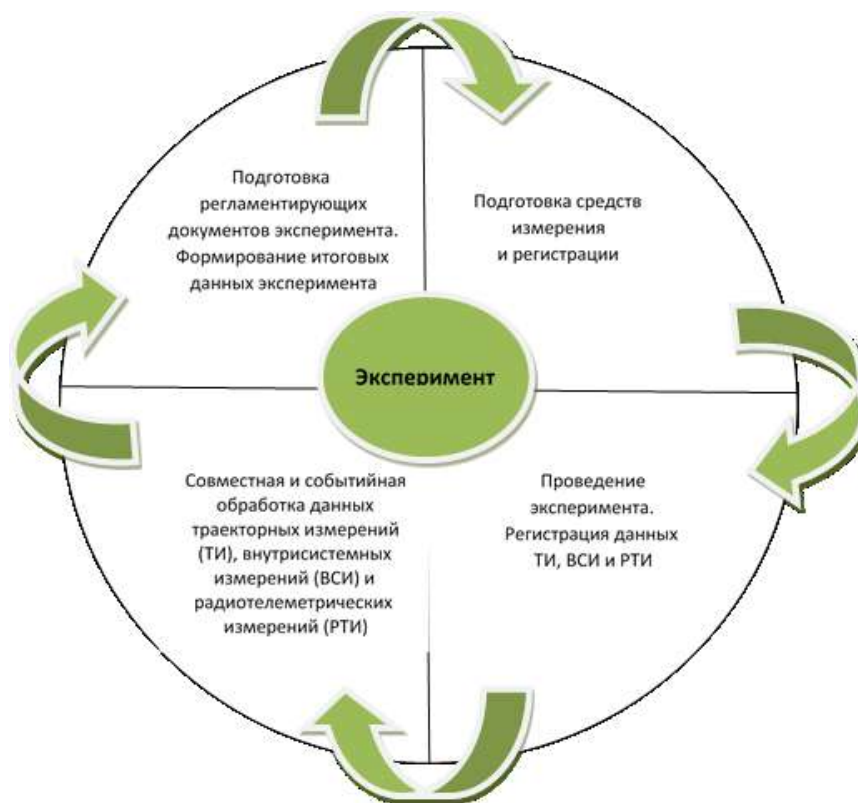 Подготовка
регламентирующих
документов эксперимента.
Формирование итоговых
данных эксперимента
Подготовка средств
измерения
и регистрации
Эксперимент
Совместная и событийная
обработка данных
траекторных измерений
(ТИ), внутрисистемных
измерений (ВСИ) и
радиотелеметрических
измерений (РТИ)
Проведение
эксперимента.
Регистрация данных
ТИ, ВСИ и РТИ